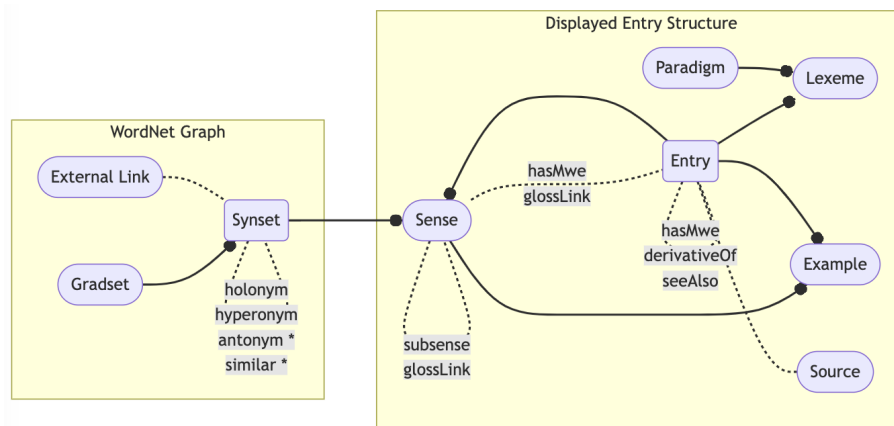 WordNet Graph
External Link
Synset
Gradset
holonym
hyperonym
antonym *
similar *
Displayed Entry Structure
Paradigm
Lexeme
Entry
hasMwe
glossLink
Sense
hasMwe
derivativeOf
seeAlso
Example
subsense
glossLink
Source